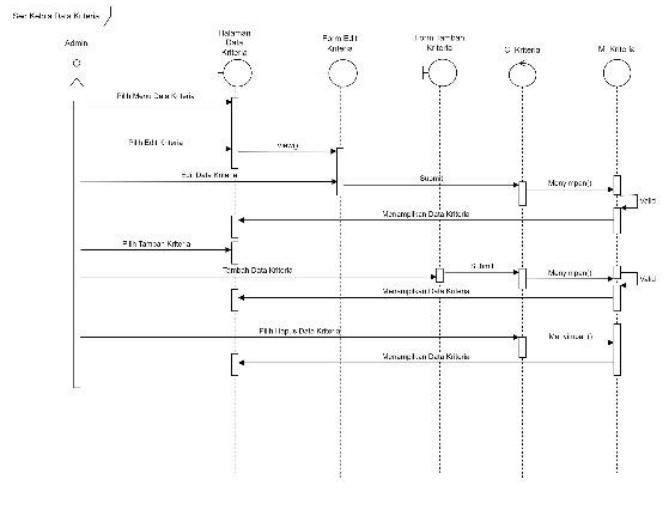 Seq Kelola Data Kriteria
Admin
Halaman
Data
Kriteria
Form Edit
Kriteria
Form Tambah
Kriteria
C. Kriteria
M. Kriteria
Pilih Menu Data Kriteria
Pilih Edit Kriteria
View()
Edit Data Kriteria
Submit
Menyimpan()
Valid
Menampilkan Data Kriteria
Pilih Tambah Kriteria
Tambah Data Kriteria
Submit
Menyimpan()
Valid
Menampilkan Data Kriteria
Pilih Hapus Data Kriteria
Menyimpan()
Menampilkan Data Kriteria